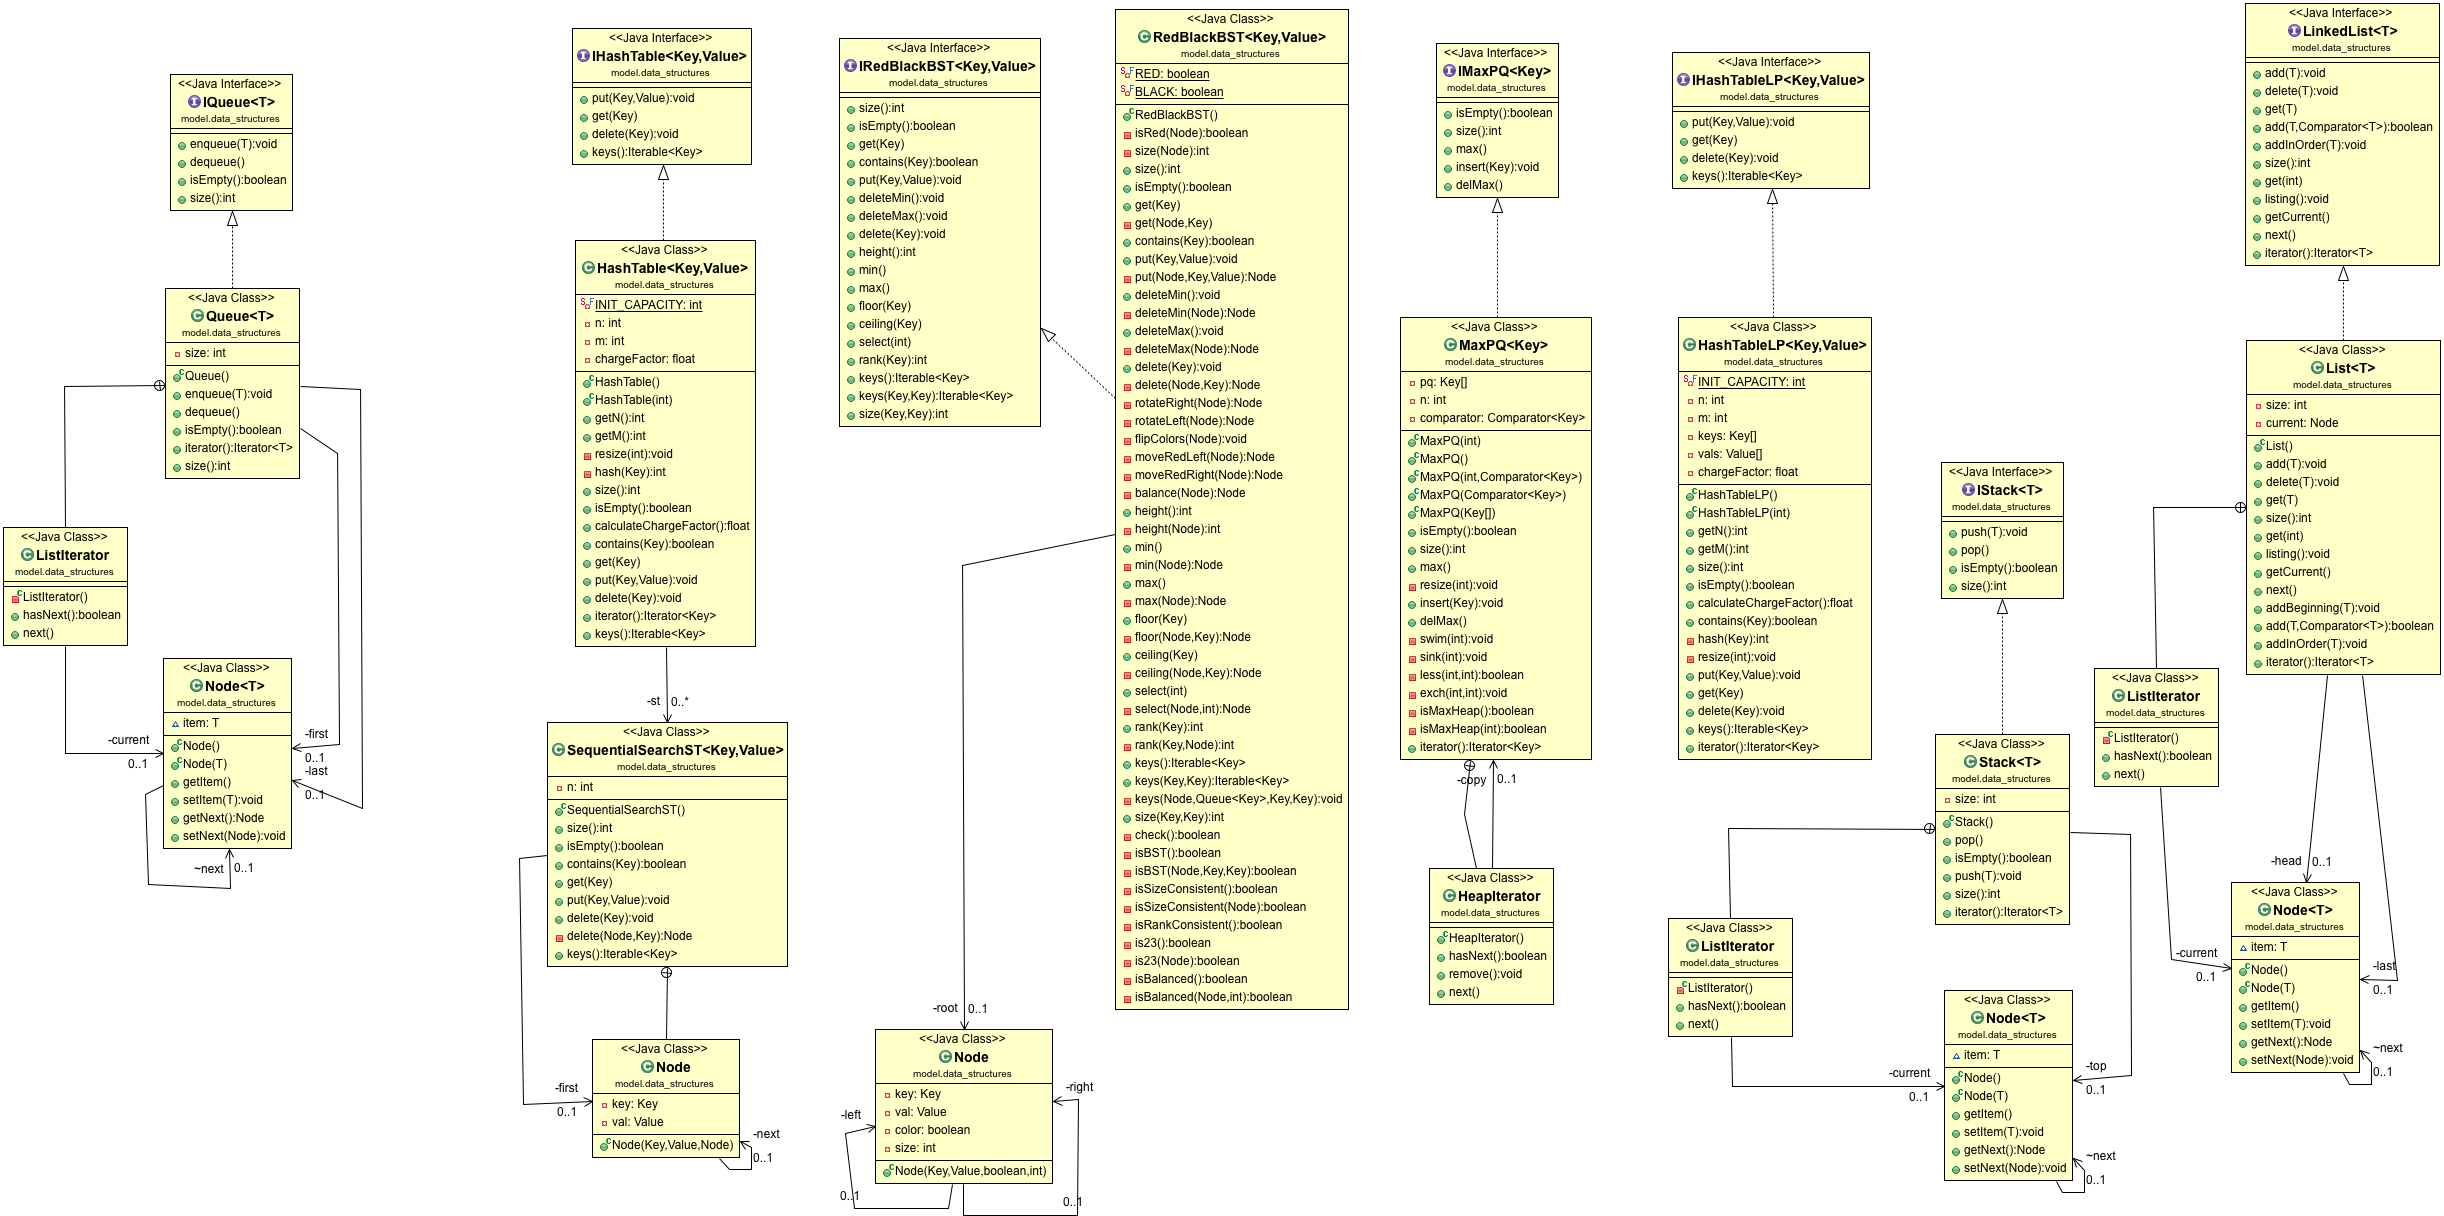 <<Java Interface>>
IQueue<T>
model.data_structures
enqueue(T):void
dequeue()
isEmpty():boolean
size():int
<<Java Class>>
Queue<T>
model.data_structures
size: int
Queue()
enqueue(T):void
dequeue()
isEmpty():boolean
iterator():Iterator<T>
size():int
<<Java Class>>
ListIterator
model.data_structures
ListIterator()
hasNext():boolean
next()
-current
0..1
-first
0..1
-last
0..1
<<Java Class>>
Node<T>
model.data_structures
item: T
Node()
Node(T)
getItem()
setItem(T):void
getNext():Node
setNext(Node):void
~next
0..1
<<Java Interface>>
IHashTable<Key,Value>
model.data_structures
put(Key,Value):void
get(Key)
delete(Key):void
keys():Iterable<Key>
<<Java Class>>
HashTable<Key,Value>
model.data_structures
INIT_CAPACITY: int
n: int
m: int
chargeFactor: float
HashTable()
HashTable(int)
getN():int
getM():int
resize(int):void
hash(Key):int
size():int
isEmpty():boolean
calculateChargeFactor():float
contains(Key):boolean
get(Key)
put(Key,Value):void
delete(Key):void
iterator():Iterator<Key>
keys():Iterable<Key>
-st
0..*
<<Java Class>>
SequentialSearchST<Key,Value>
model.data_structures
n: int
SequentialSearchST()
size():int
isEmpty():boolean
contains(Key):boolean
get(Key)
put(Key,Value):void
delete(Key):void
delete(Node,Key):Node
keys():Iterable<Key>
-first
0..1
<<Java Class>>
Node
model.data_structures
key: Key
val: Value
Node(Key,Value,Node)
-next
0..1
<<Java Interface>>
IRedBlackBST<Key,Value>
model.data_structures
size():int
isEmpty():boolean
get(Key)
contains(Key):boolean
put(Key,Value):void
deleteMin():void
deleteMax():void
delete(Key):void
height():int
min()
max()
floor(Key)
ceiling(Key)
select(int)
rank(Key):int
keys():Iterable<Key>
keys(Key,Key):Iterable<Key>
size(Key,Key):int
<<Java Class>>
RedBlackBST<Key,Value>
model.data_structures
RED: boolean
BLACK: boolean
RedBlackBST()
isRed(Node):boolean
size(Node):int
size():int
isEmpty():boolean
get(Key)
get(Node,Key)
contains(Key):boolean
put(Key,Value):void
put(Node,Key,Value):Node
deleteMin():void
deleteMin(Node):Node
deleteMax():void
deleteMax(Node):Node
delete(Key):void
delete(Node,Key):Node
rotateRight(Node):Node
rotateLeft(Node):Node
flipColors(Node):void
moveRedLeft(Node):Node
moveRedRight(Node):Node
balance(Node):Node
height():int
height(Node):int
min()
min(Node):Node
max()
max(Node):Node
floor(Key)
floor(Node,Key):Node
ceiling(Key)
ceiling(Node,Key):Node
select(int)
select(Node,int):Node
rank(Key):int
rank(Key,Node):int
keys():Iterable<Key>
keys(Key,Key):Iterable<Key>
keys(Node,Queue<Key>,Key,Key):void
size(Key,Key):int
check():boolean
isBST():boolean
isBST(Node,Key,Key):boolean
isSizeConsistent():boolean
isSizeConsistent(Node):boolean
isRankConsistent():boolean
is23():boolean
is23(Node):boolean
isBalanced():boolean
isBalanced(Node,int):boolean
-root
0..1
<<Java Class>>
Node
model.data_structures
key: Key
val: Value
color: boolean
size: int
Node(Key,Value,boolean,int)
-left
0..1
-right
0..1
<<Java Interface>>
IMaxPQ<Key>
model.data_structures
isEmpty():boolean
size():int
max()
insert(Key):void
delMax()
<<Java Class>>
MaxPQ<Key>
model.data_structures
pq: Key[]
n: int
comparator: Comparator<Key>
MaxPQ(int)
MaxPQ()
MaxPQ(int,Comparator<Key>)
MaxPQ(Comparator<Key>)
MaxPQ(Key[])
isEmpty():boolean
size():int
max()
resize(int):void
insert(Key):void
delMax()
swim(int):void
sink(int):void
less(int,int):boolean
exch(int,int):void
isMaxHeap():boolean
isMaxHeap(int):boolean
iterator():Iterator<Key>
-copy
0..1
<<Java Class>>
HeapIterator
model.data_structures
HeapIterator()
hasNext():boolean
remove():void
next()
<<Java Interface>>
IHashTableLP<Key,Value>
model.data_structures
put(Key,Value):void
get(Key)
delete(Key):void
keys():Iterable<Key>
<<Java Class>>
HashTableLP<Key,Value>
model.data_structures
INIT_CAPACITY: int
n: int
m: int
keys: Key[]
vals: Value[]
chargeFactor: float
HashTableLP()
HashTableLP(int)
getN():int
getM():int
size():int
isEmpty():boolean
calculateChargeFactor():float
contains(Key):boolean
hash(Key):int
resize(int):void
put(Key,Value):void
get(Key)
delete(Key):void
keys():Iterable<Key>
iterator():Iterator<Key>
<<Java Interface>>
IStack<T>
model.data_structures
push(T):void
pop()
isEmpty():boolean
size():int
<<Java Class>>
Stack<T>
model.data_structures
size: int
Stack()
pop()
isEmpty():boolean
push(T):void
size():int
iterator():Iterator<T>
<<Java Class>>
ListIterator
model.data_structures
ListIterator()
hasNext():boolean
next()
-current
0..1
-top
0..1
<<Java Class>>
Node<T>
model.data_structures
item: T
Node()
Node(T)
getItem()
setItem(T):void
getNext():Node
setNext(Node):void
~next
0..1
<<Java Interface>>
LinkedList<T>
model.data_structures
add(T):void
delete(T):void
get(T)
add(T,Comparator<T>):boolean
addInOrder(T):void
size():int
get(int)
listing():void
getCurrent()
next()
iterator():Iterator<T>
<<Java Class>>
List<T>
model.data_structures
size: int
current: Node
List()
add(T):void
delete(T):void
get(T)
size():int
get(int)
listing():void
getCurrent()
next()
addBeginning(T):void
add(T,Comparator<T>):boolean
addInOrder(T):void
iterator():Iterator<T>
<<Java Class>>
ListIterator
model.data_structures
ListIterator()
hasNext():boolean
next()
-head
0..1
-current
0..1
-last
0..1
<<Java Class>>
Node<T>
model.data_structures
item: T
Node()
Node(T)
getItem()
setItem(T):void
getNext():Node
setNext(Node):void
~next
0..1